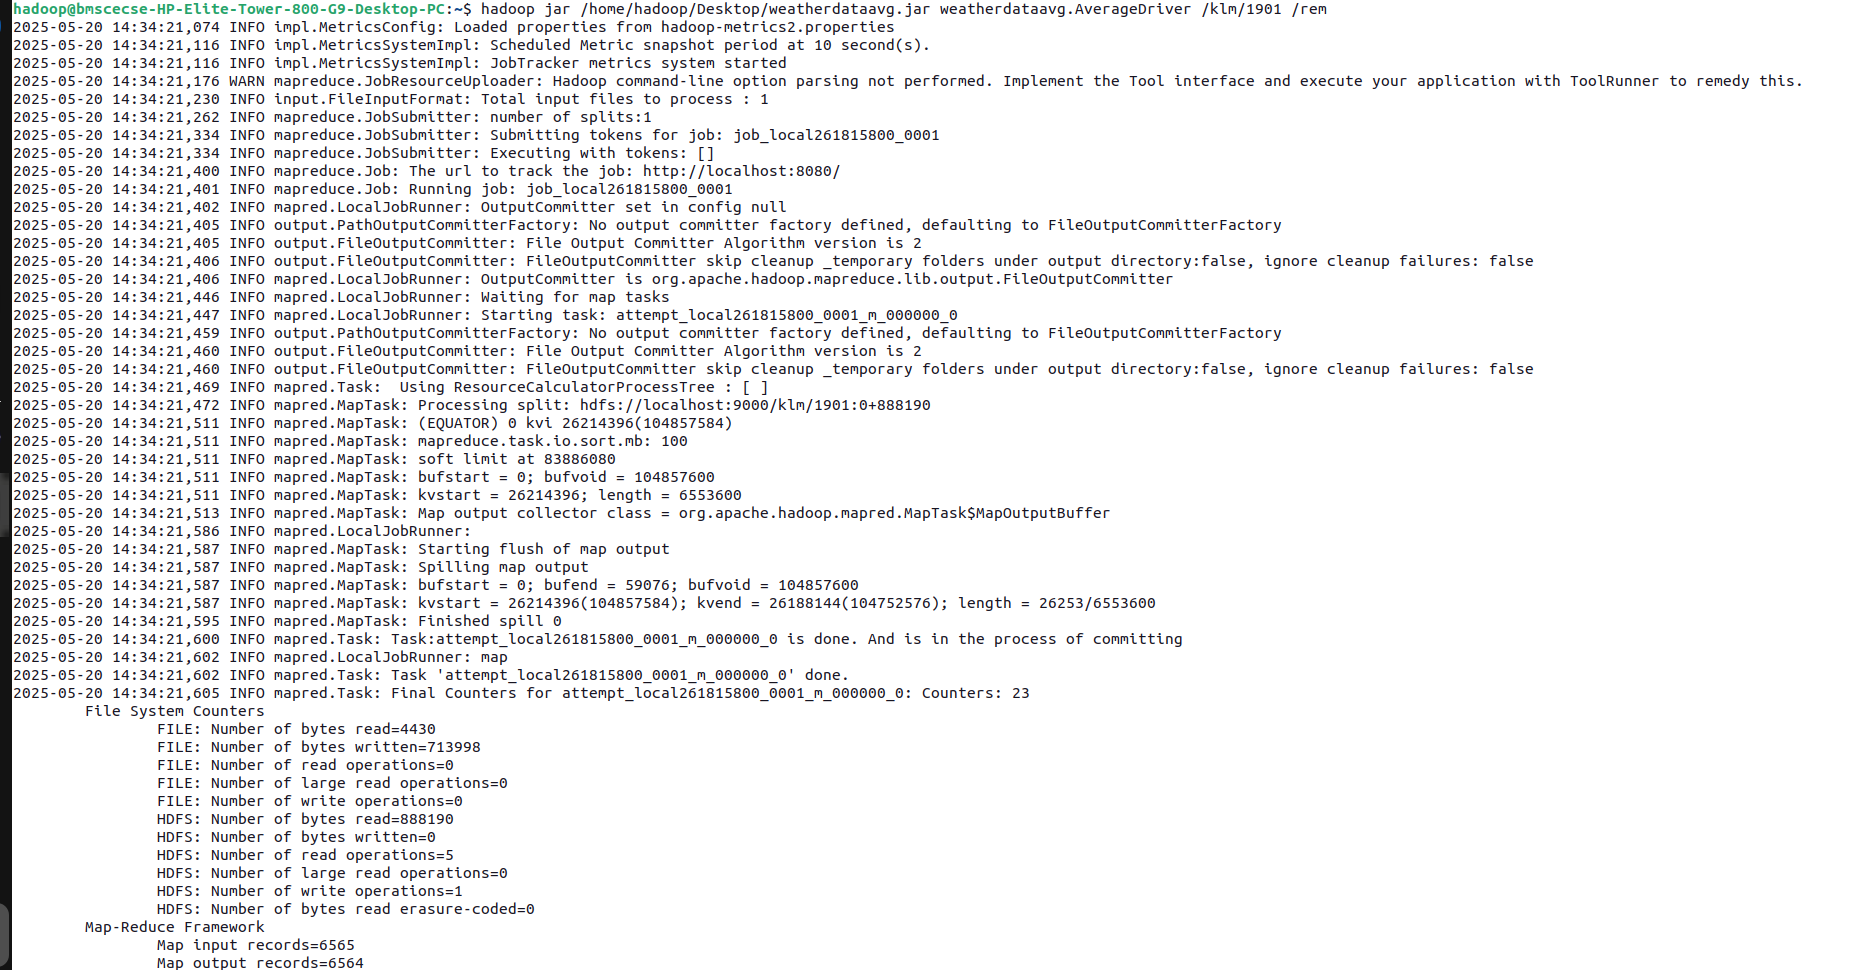 hadoop@bmscecse-HP-Elite-Tower-800-G9-Desktop-PC:~$ hadoop jar /home/hadoop/Desktop/weatherdataavg.jar weatherdataavg.AverageDriver /klm/1901 /rem
2025-05-20 14:34:21,074 INFO impl.MetricsConfig: Loaded properties from hadoop-metrics2.properties
2025-05-20 14:34:21,116 INFO impl.MetricsSystemImpl: Scheduled Metric snapshot period at 10 second(s).
2025-05-20 14:34:21,116 INFO impl.MetricsSystemImpl: JobTracker metrics system started
2025-05-20 14:34:21,176 WARN mapreduce.JobResourceUploader: Hadoop command-line option parsing not performed. Implement the Tool interface and execute your application with ToolRunner to remedy this.
2025-05-20 14:34:21,230 INFO input.FileInputFormat: Total input files to process : 1
2025-05-20 14:34:21,262 INFO mapreduce.JobSubmitter: number of splits:1
2025-05-20 14:34:21,334 INFO mapreduce.JobSubmitter: Submitting tokens for job: job_local261815800_0001
2025-05-20 14:34:21,334 INFO mapreduce.JobSubmitter: Executing with tokens: []
2025-05-20 14:34:21,400 INFO mapreduce.Job: The url to track the job: http://localhost:8080/
2025-05-20 14:34:21,401 INFO mapreduce.Job: Running job: job_local261815800_0001
2025-05-20 14:34:21,402 INFO mapred.LocalJobRunner: OutputCommitter set in config null
2025-05-20 14:34:21,405 INFO output.PathOutputCommitterFactory: No output committer factory defined, defaulting to FileOutputCommitterFactory
2025-05-20 14:34:21,405 INFO output.FileOutputCommitter: File Output Committer Algorithm version is 2
2025-05-20 14:34:21,406 INFO output.FileOutputCommitter: FileOutputCommitter skip cleanup _temporary folders under output directory:false, ignore cleanup failures: false
2025-05-20 14:34:21,406 INFO mapred.LocalJobRunner: OutputCommitter is org.apache.hadoop.mapreduce.lib.output.FileOutputCommitter
2025-05-20 14:34:21,446 INFO mapred.LocalJobRunner: Waiting for map tasks
2025-05-20 14:34:21,447 INFO mapred.LocalJobRunner: Starting task: attempt_local261815800_0001_m_000000_0
2025-05-20 14:34:21,459 INFO output.PathOutputCommitterFactory: No output committer factory defined, defaulting to FileOutputCommitterFactory
2025-05-20 14:34:21,460 INFO output.FileOutputCommitter: File Output Committer Algorithm version is 2
2025-05-20 14:34:21,460 INFO output.FileOutputCommitter: FileOutputCommitter skip cleanup _temporary folders under output directory:false, ignore cleanup failures: false
2025-05-20 14:34:21,469 INFO mapred.Task:  Using ResourceCalculatorProcessTree : [ ]
2025-05-20 14:34:21,472 INFO mapred.MapTask: Processing split: hdfs://localhost:9000/klm/1901:0+888190
2025-05-20 14:34:21,511 INFO mapred.MapTask: (EQUATOR) 0 kvi 26214396(104857584)
2025-05-20 14:34:21,511 INFO mapred.MapTask: mapreduce.task.io.sort.mb: 100
2025-05-20 14:34:21,511 INFO mapred.MapTask: soft limit at 83886080
2025-05-20 14:34:21,511 INFO mapred.MapTask: bufstart = 0; bufvoid = 104857600
2025-05-20 14:34:21,511 INFO mapred.MapTask: kvstart = 26214396; length = 6553600
2025-05-20 14:34:21,513 INFO mapred.MapTask: Map output collector class = org.apache.hadoop.mapred.MapTask$MapOutputBuffer
2025-05-20 14:34:21,586 INFO mapred.LocalJobRunner:
2025-05-20 14:34:21,587 INFO mapred.MapTask: Starting flush of map output
2025-05-20 14:34:21,587 INFO mapred.MapTask: Spilling map output
2025-05-20 14:34:21,587 INFO mapred.MapTask: bufstart = 0; bufend = 59076; bufvoid = 104857600
2025-05-20 14:34:21,587 INFO mapred.MapTask: kvstart = 26214396(104857584); kvend = 26188144(104752576); length = 26253/6553600
2025-05-20 14:34:21,595 INFO mapred.MapTask: Finished spill 0
2025-05-20 14:34:21,600 INFO mapred.Task: Task:attempt_local261815800_0001_m_000000_0 is done. And is in the process of committing
2025-05-20 14:34:21,602 INFO mapred.LocalJobRunner: map
2025-05-20 14:34:21,602 INFO mapred.Task: Task 'attempt_local261815800_0001_m_000000_0' done.
2025-05-20 14:34:21,605 INFO mapred.Task: Final Counters for attempt_local261815800_0001_m_000000_0: Counters: 23
File System Counters
FILE: Number of bytes read=4430
FILE: Number of bytes written=713998
FILE: Number of read operations=0
FILE: Number of large read operations=0
FILE: Number of write operations=0
HDFS: Number of bytes read=888190
HDFS: Number of bytes written=0
HDFS: Number of read operations=5
HDFS: Number of large read operations=0
HDFS: Number of write operations=1
HDFS: Number of bytes read erasure-coded=0
Map-Reduce Framework
Map input records=6565
Map output records=6564